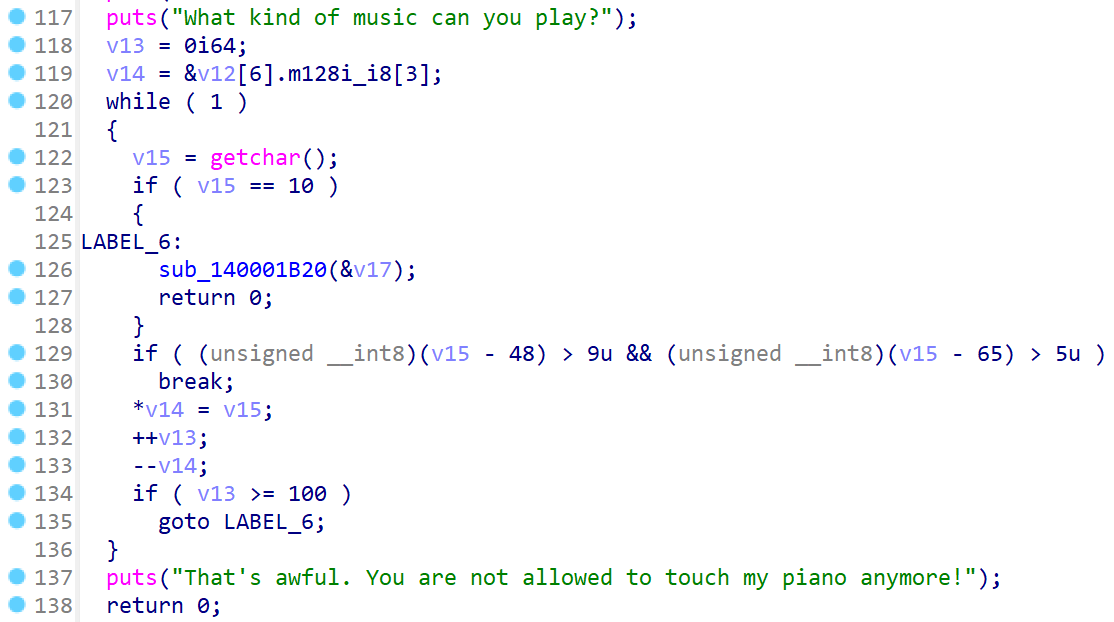 117 puts("What kind of music can you play?");
118 v13 = 0i64;
119 v14 = &v12[6].m128i_i8[3];
120 while ( 1 )
121 {
122 v15 = getchar();
123 if ( v15 == 10 )
124 {
125 LABEL_6:
126 sub_140001B20(&v17);
127 return 0;
128 }
129 if ( (unsigned __int8)(v15 - 48) > 9u && (unsigned __int8)(v15 - 65) > 5u )
130 break;
131 *v14 = v15;
132 ++v13;
133 --v14;
134 if ( v13 >= 100 )
135 goto LABEL_6;
136 }
137 puts("That's awful. You are not allowed to touch my piano anymore!");
138 return 0;